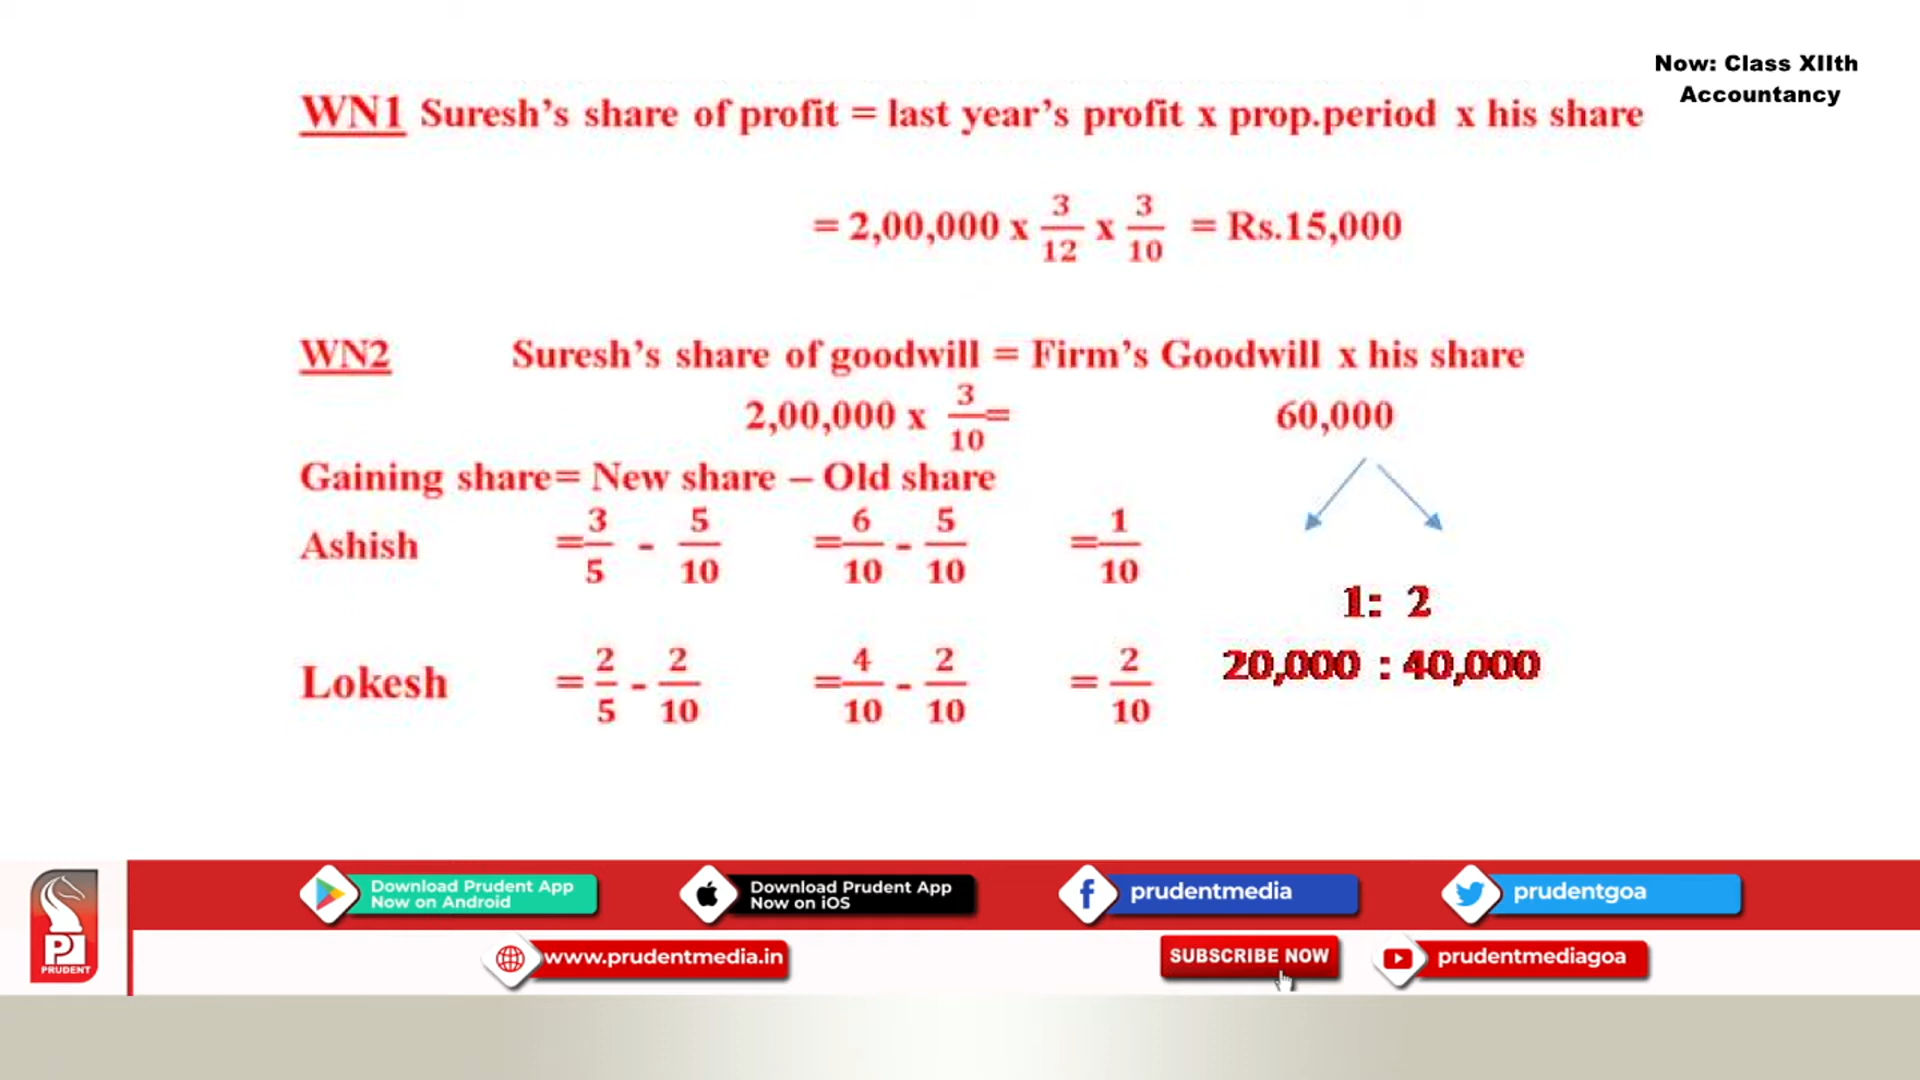 Now: Class XIIth
Accountancy
WN1 Suresh's share of profit = last year's profit x prop.period x his share
= 2,00,000 x 3/12 x 3/10 = Rs.15,000
WN2 Suresh's share of goodwill = Firm's Goodwill x his share
2,00,000 x 3/10 = 60,000
Gaining share= New share – Old share
Ashish =3/5 - 5/10 =6/10 - 5/10 =1/10
1: 2
20,000 : 40,000
Lokesh = 2/5 - 2/10 =4/10 - 2/10 = 2/10
Download Prudent App
Now on Android
Download Prudent App
Now on iOS
prudentmedia
prudentgoa
PRUDENT
www.prudentmedia.in
SUBSCRIBE NOW
prudentmediagoa